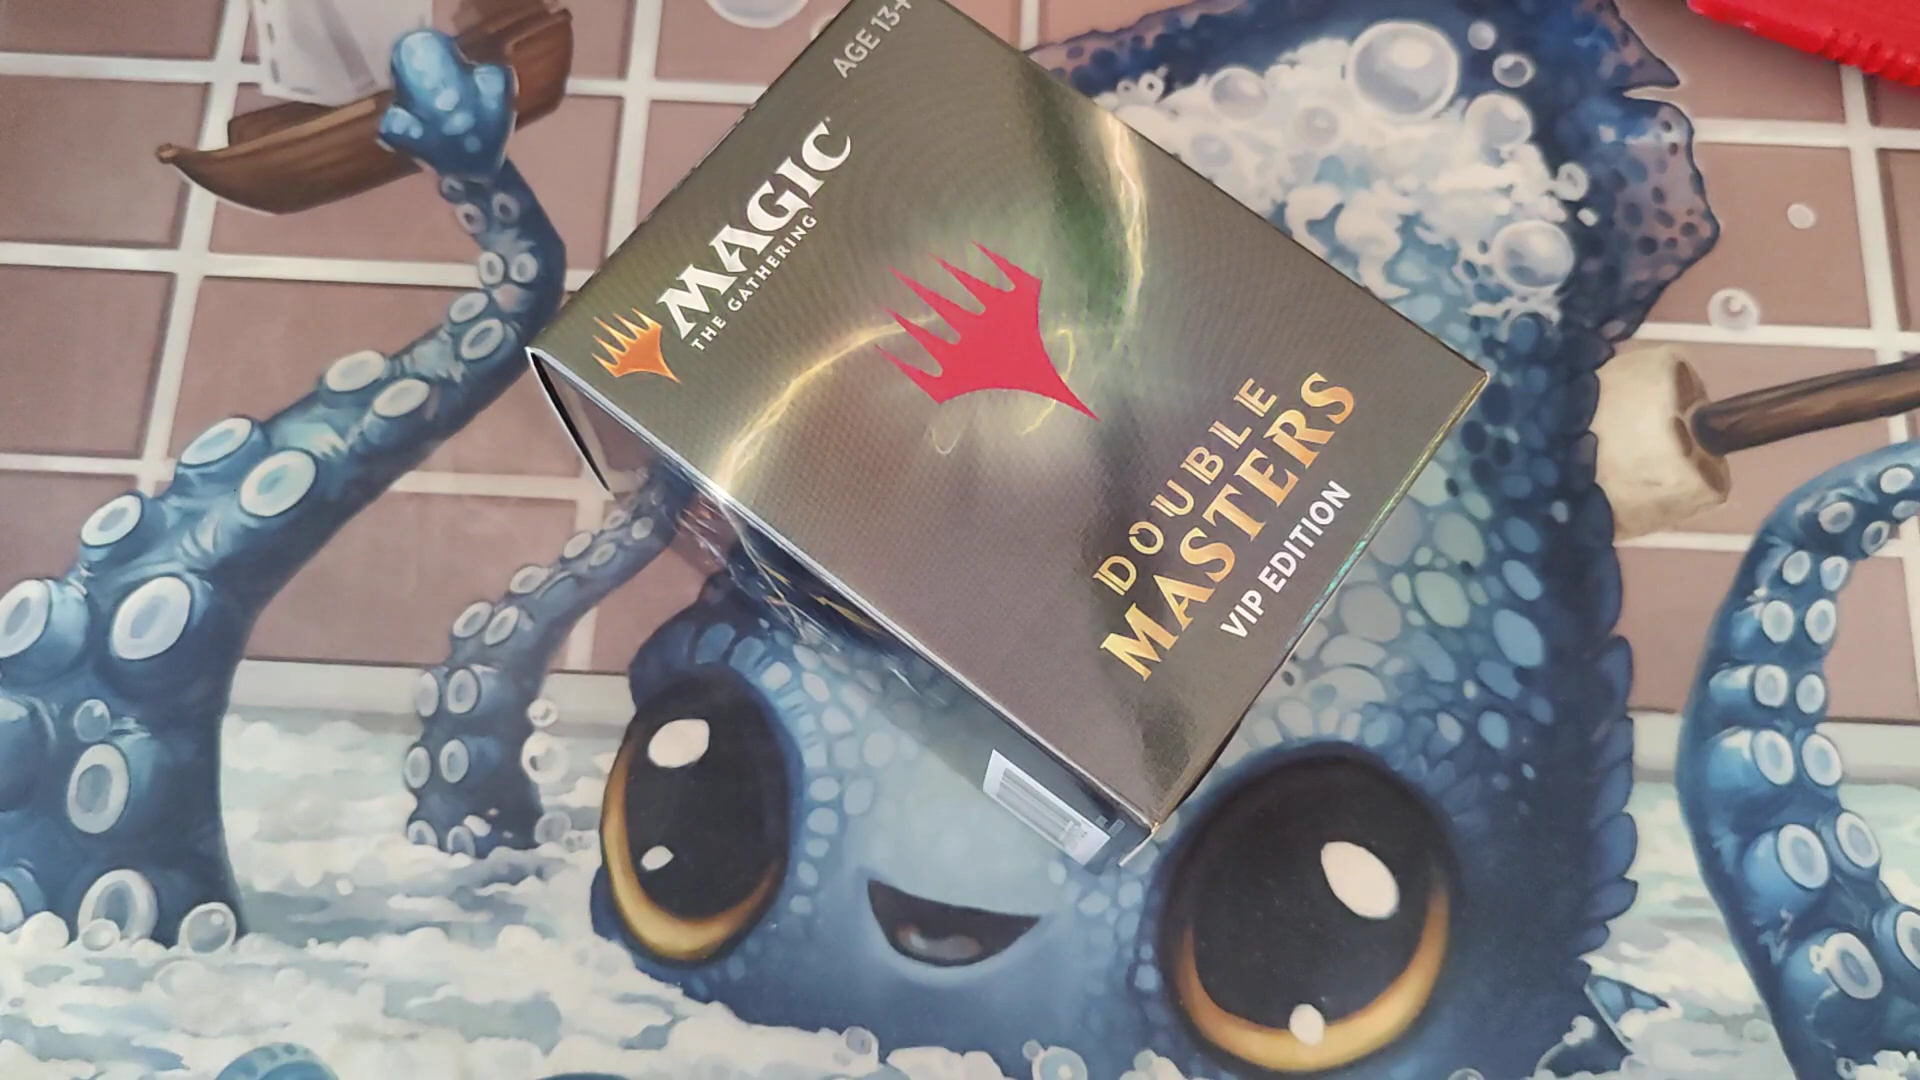 AGE 13+
MAGIC
THE GATHERING
DOUBLE
MASTERS
VIP EDITION